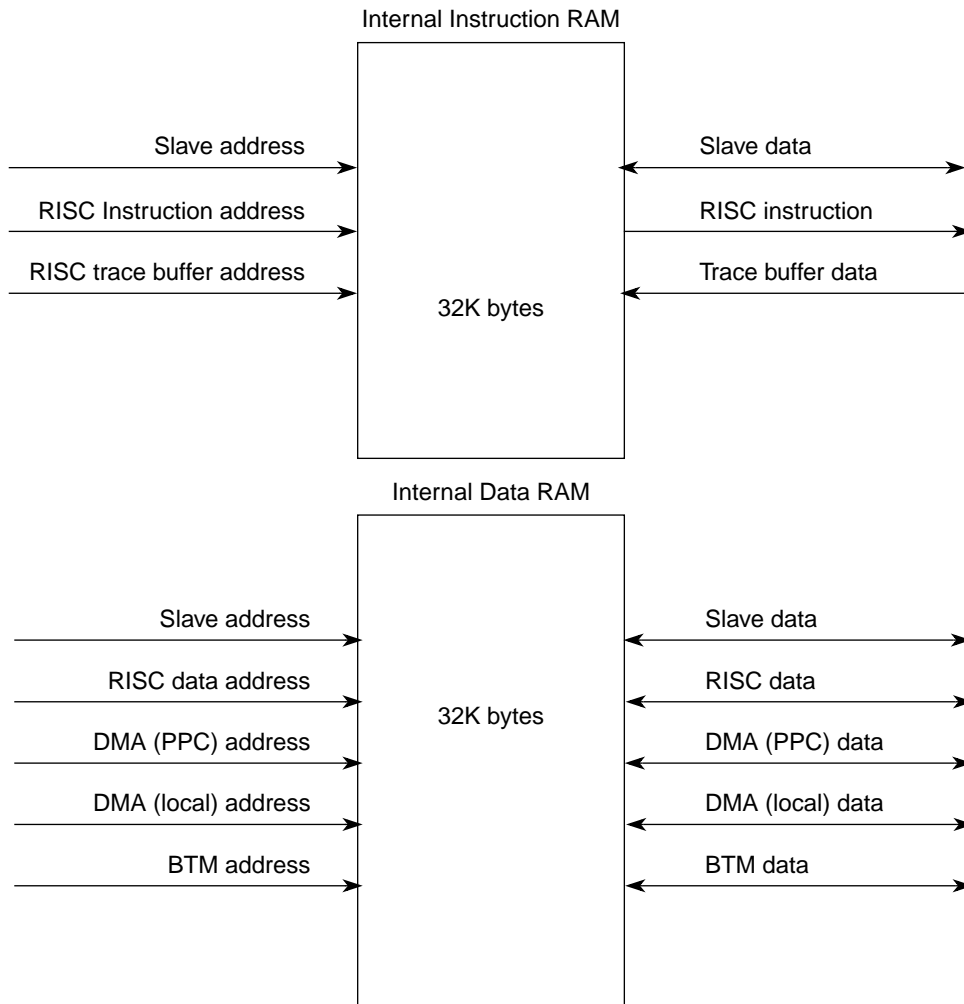 Internal Instruction RAM
Slave address
Slave data
RISC Instruction address
RISC instruction
RISC trace buffer address
Trace buffer data
32K bytes
Internal Data RAM
Slave address
Slave data
RISC data address
RISC data
32K bytes
DMA (PPC) address
DMA (PPC) data
DMA (local) address
DMA (local) data
BTM address
BTM data